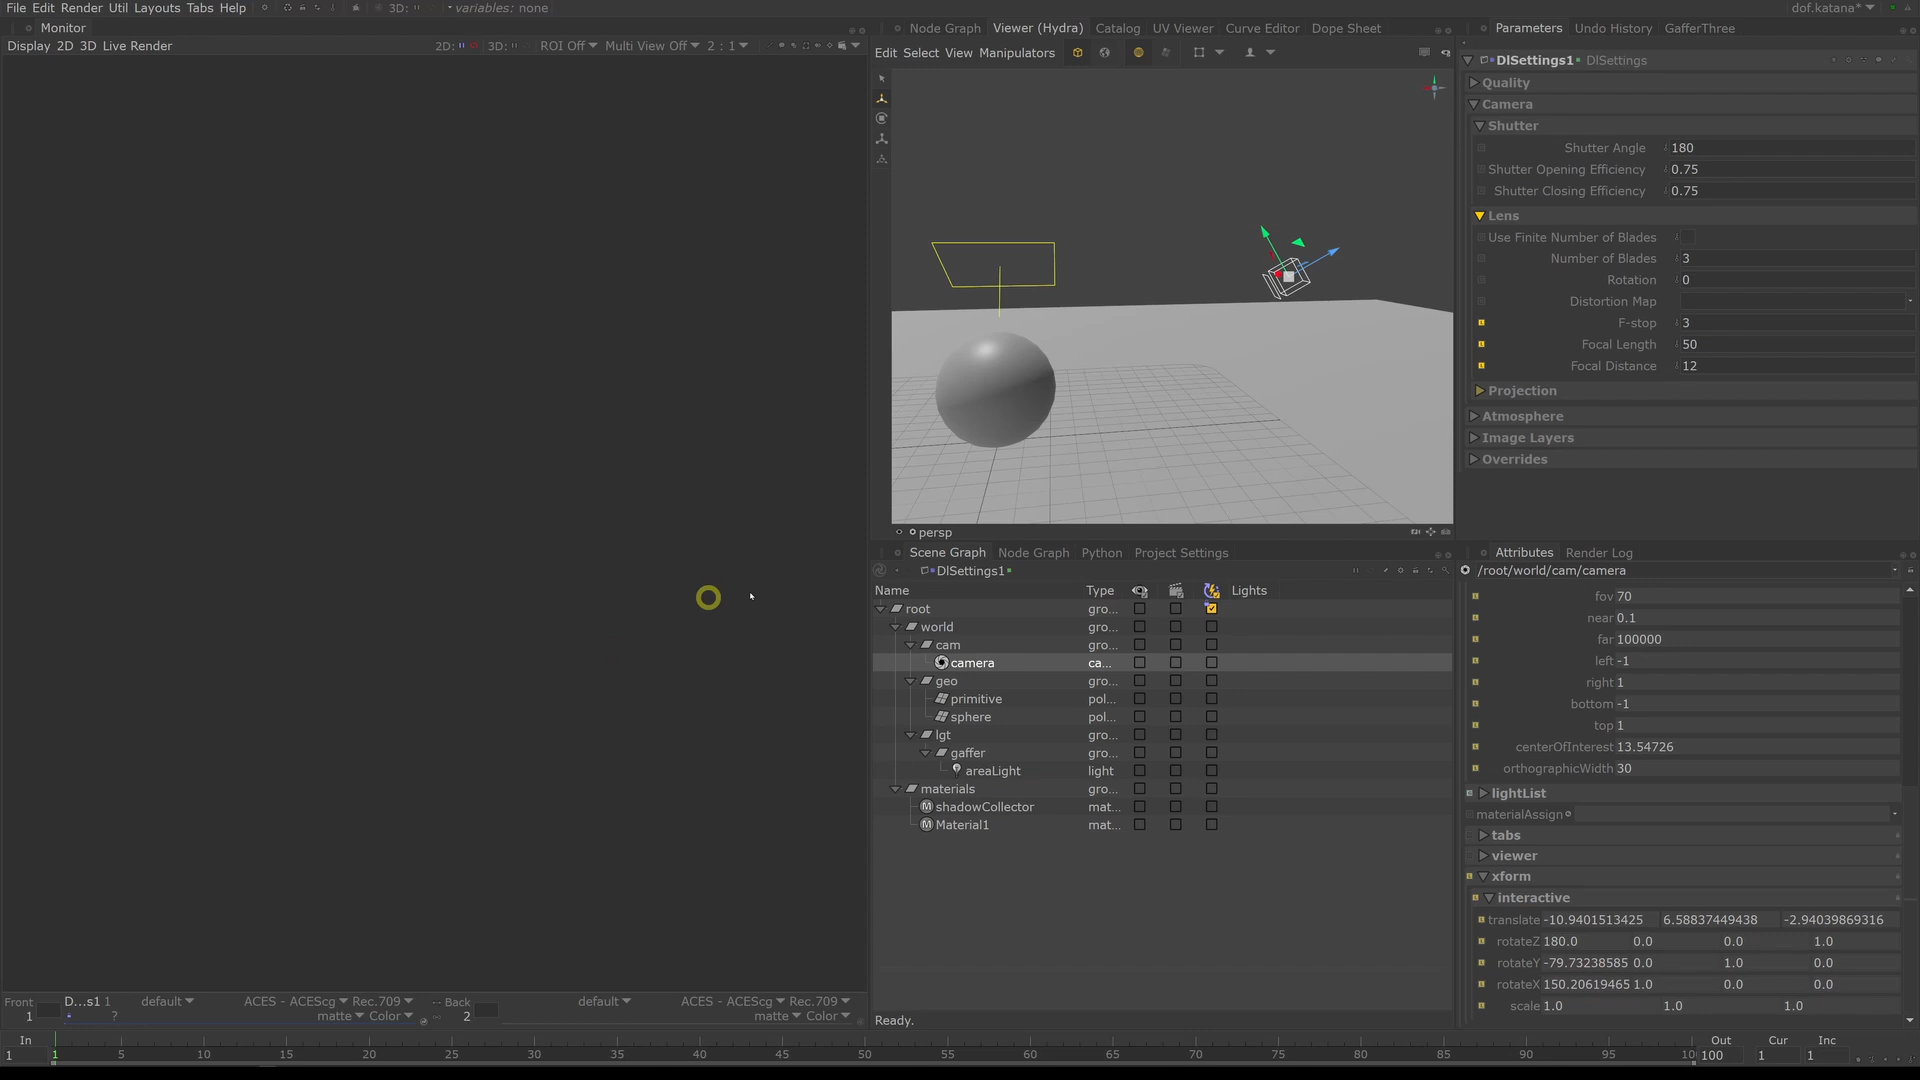 File Edit Render Util Layouts Tabs Help 3D: variables: none dof.katana*
Monitor
Display 2D 3D Live Render 2D: 3D: ROI Off Multi View Off 2 : 1
Node Graph Viewer (Hydra) Catalog UV Viewer Curve Editor Dope Sheet
Edit Select View Manipulators
persp
Parameters Undo History GafferThree
DlSettings1 DlSettings
Quality
Camera
Shutter
Shutter Angle 180
Shutter Opening Efficiency 0.75
Shutter Closing Efficiency 0.75
Lens
Use Finite Number of Blades
Number of Blades 3
Rotation 0
Distortion Map
F-stop 3
Focal Length 50
Focal Distance 12
Projection
Atmosphere
Image Layers
Overrides
Scene Graph Node Graph Python Project Settings
DlSettings1
Name Type Lights
root gro...
world gro...
cam gro...
camera ca...
geo gro...
primitive pol...
sphere pol...
lgt gro...
gaffer gro...
areaLight light
materials gro...
shadowCollector mat...
Material1 mat...
Ready.
Attributes Render Log
/root/world/cam/camera
fov 70
near 0.1
far 100000
left -1
right 1
bottom -1
top 1
centerOfInterest 13.54726
orthographicWidth 30
lightList
materialAssign
tabs
viewer
xform
interactive
translate -10.9401513425 6.58837449438 -2.94039869316
rotateZ 180.0 0.0 0.0 1.0
rotateY -79.73238585 0.0 1.0 0.0
rotateX 150.20619465 1.0 0.0 0.0
scale 1.0 1.0 1.0
Front D...s1 1 default ACES - ACEScg Rec.709 Back default ACES - ACEScg Rec.709
1 ? matte Color 2 matte Color
In Out Cur Inc
1 1 5 10 15 20 25 30 35 40 45 50 55 60 65 70 75 80 85 90 95 100 100 1 1